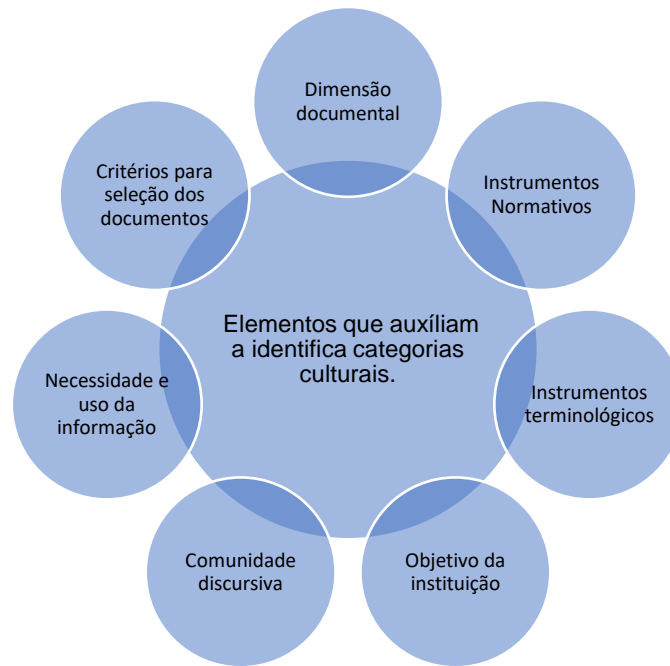 Dimensão
documental
Critérios para
seleção dos
documentos
Instrumentos
Normativos
Elementos que auxíliam
a identifica categorias
culturais.
Necessidade e
uso da
informação
Instrumentos
terminológicos
Comunidade
discursiva
Objetivo da
instituição